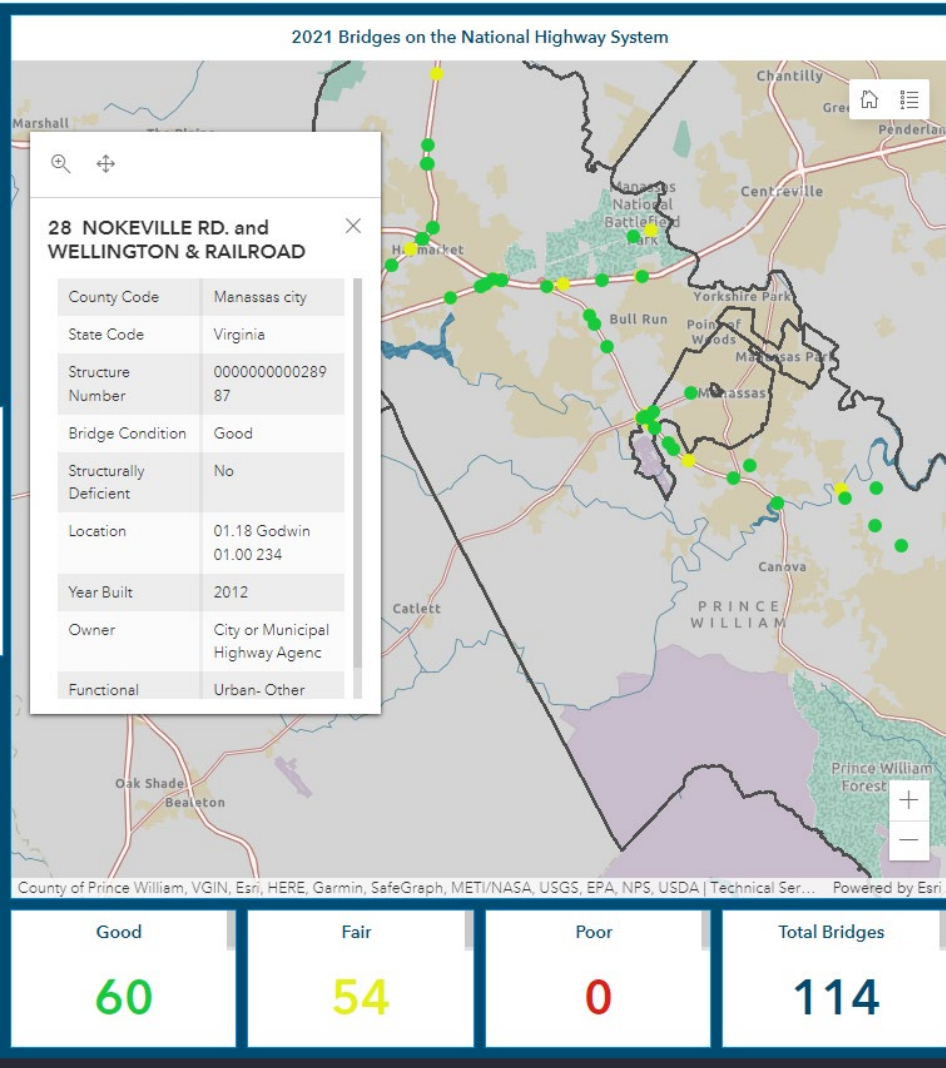 2021 Bridges on the National Highway System
Chantilly
Marshall
Penderlan
Manassas
National
Battlefield
Park
Centreville
Haymarket
28 NOKEVILLE RD. and
WELLINGTON & RAILROAD
County Code Manassas city
State Code Virginia
Structure
Number
0000000000289
87
Bridge Condition Good
Structurally
Deficient
No
Location
01.18 Godwin
01.00 234
Year Built 2012
Owner
City or Municipal
Highway Agenc
Functional Urban- Other
Yorkshire Park
Bull Run
Point of
Woods
Manassas Park
Manassas
Canova
Catlett
PRINCE
WILLIAM
Oak Shade
Bealeton
Prince William
Forest
County of Prince William, VGIN, Esri, HERE, Garmin, SafeGraph, METI/NASA, USGS, EPA, NPS, USDA | Technical Ser... Powered by Esri
Good
60
Fair
54
Poor
0
Total Bridges
114